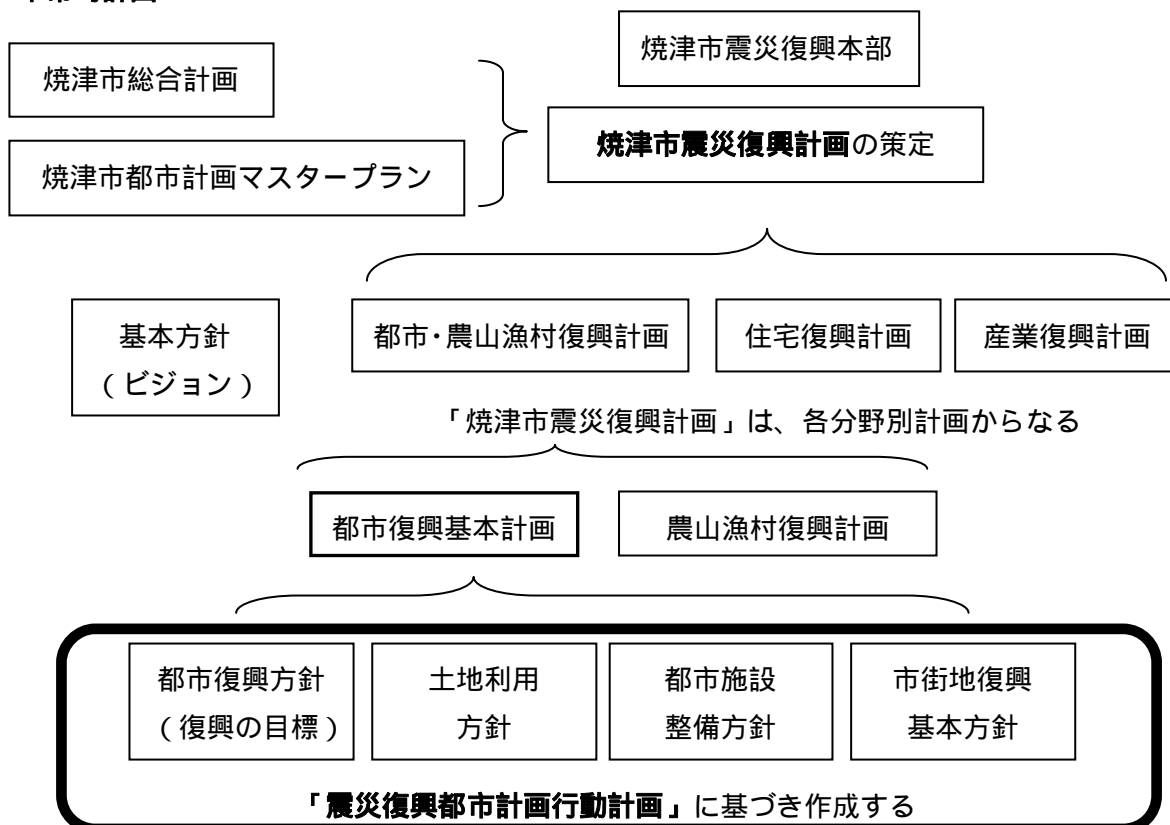 焼津市震災復興本部
焼津市総合計画
焼津市震災復興計画の策定
焼津市都市計画マスタープラン
基本方針
(ビジョン)
都市・農山漁村復興計画
住宅復興計画
産業復興計画
「焼津市震災復興計画」は、各分野別計画からなる
都市復興基本計画
農山漁村復興計画
都市復興方針
(復興の目標)
土地利用
方針
都市施設
整備方針
市街地復興
基本方針
「震災復興都市計画行動計画」に基づき作成する